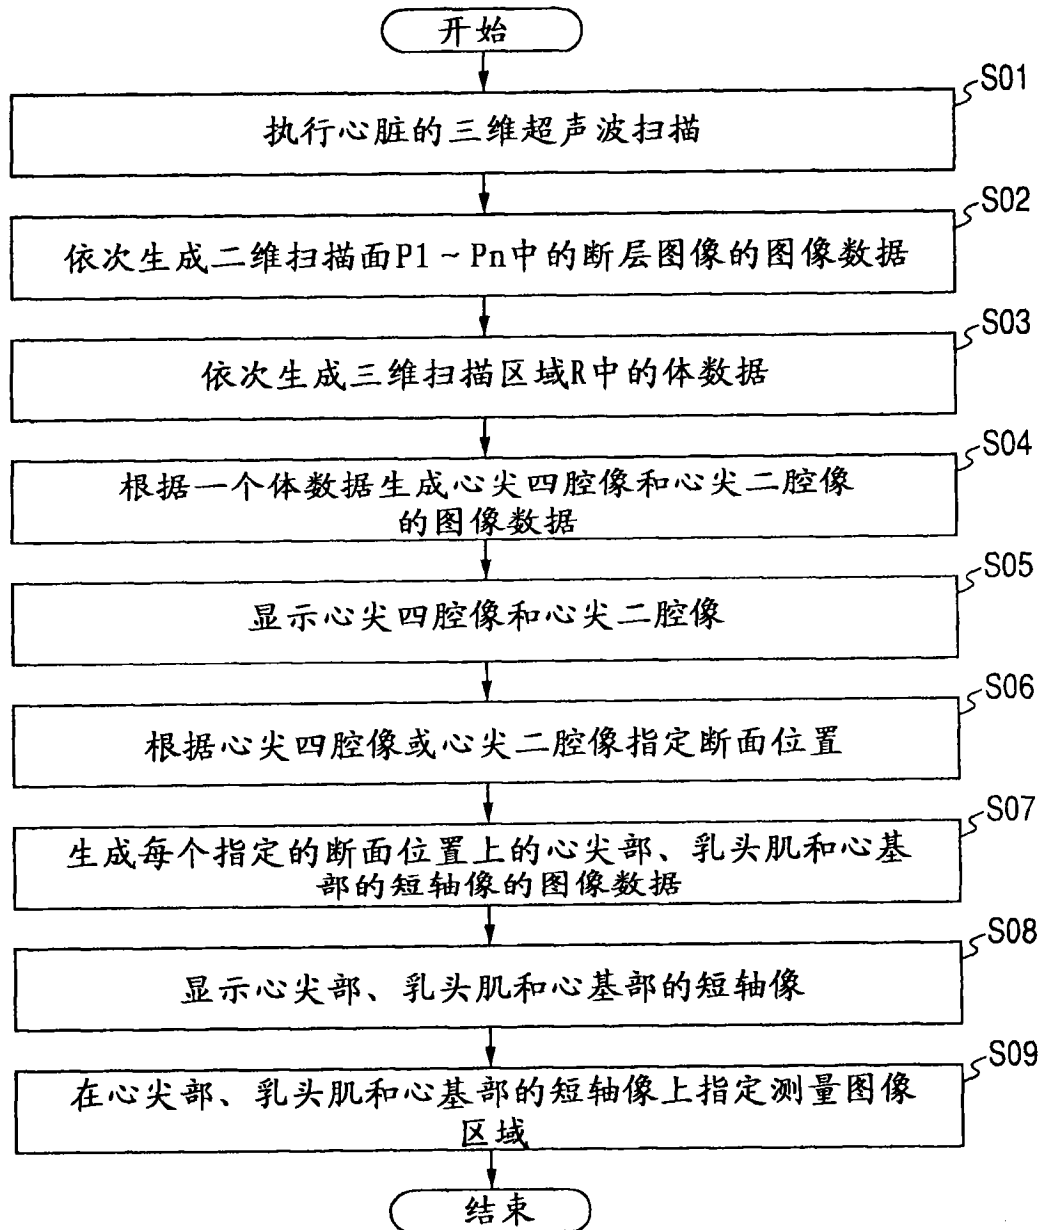 开始
S01
执行心脏的三维超声波扫描
S02
依次生成二维扫描面P1~Pn中的断层图像的图像数据
S03
依次生成三维扫描区域R中的体数据
S04
根据一个体数据生成心尖四腔像和心尖二腔像
的图像数据
S05
显示心尖四腔像和心尖二腔像
S06
根据心尖四腔像或心尖二腔像指定断面位置
S07
生成每个指定的断面位置上的心尖部、乳头肌和心基
部的短轴像的图像数据
S08
显示心尖部、乳头肌和心基部的短轴像
S09
在心尖部、乳头肌和心基部的短轴像上指定测量图像
区域
结束